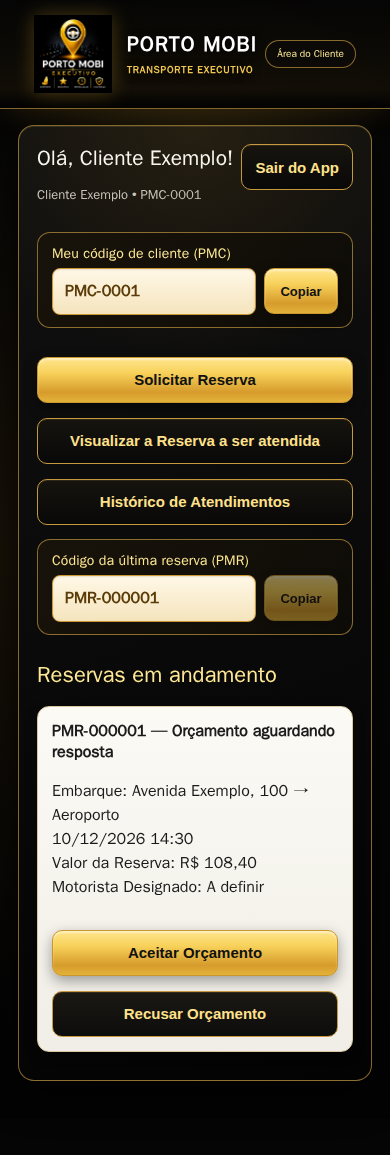 PORTO MOBI
EXECUTIVO
PORTO MOBI
TRANSPORTE EXECUTIVO
Área do Cliente
Olá, Cliente Exemplo!
Sair do App
Cliente Exemplo • PMC-0001
Meu código de cliente (PMC)
PMC-0001
Copiar
Solicitar Reserva
Visualizar a Reserva a ser atendida
Histórico de Atendimentos
Código da última reserva (PMR)
PMR-000001
Copiar
Reservas em andamento
PMR-000001 — Orçamento aguardando
resposta
Embarque: Avenida Exemplo, 100 →
Aeroporto
10/12/2026 14:30
Valor da Reserva: R$ 108,40
Motorista Designado: A definir
Aceitar Orçamento
Recusar Orçamento